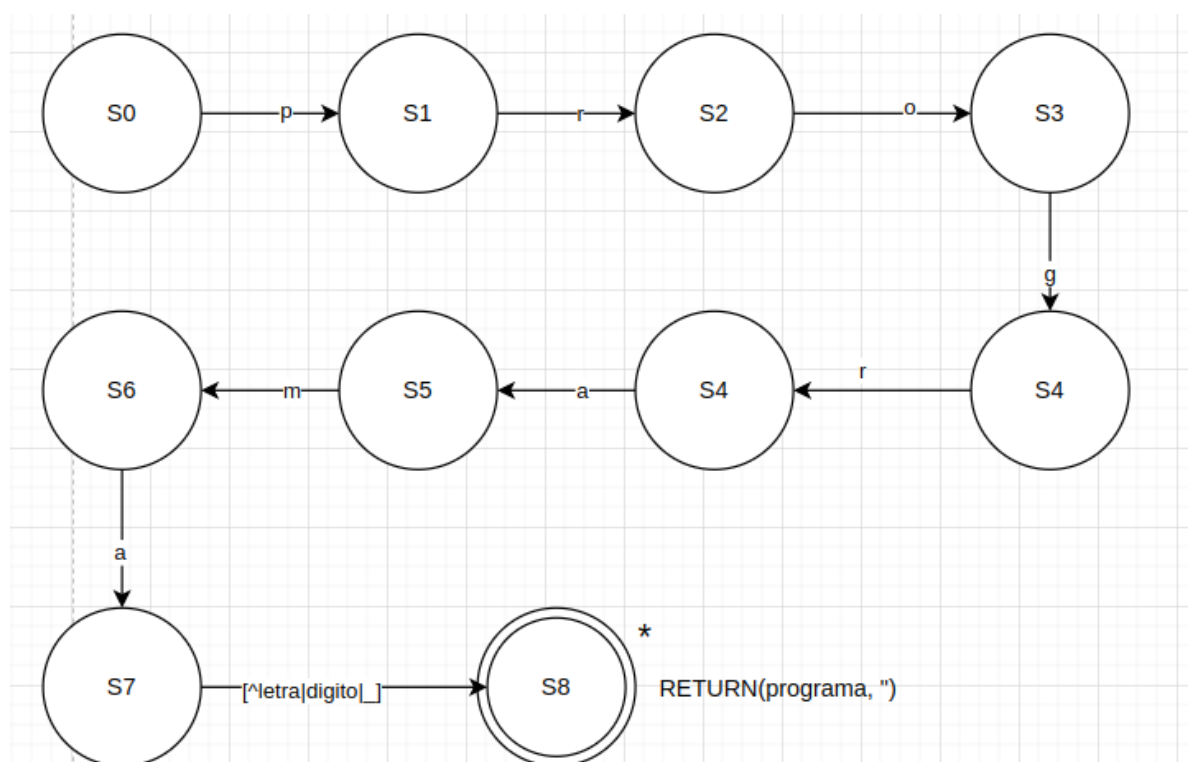 S0 p S1 r S2 o S3
g
S6 m S5 a S4 r S4
a
*
S7 [^letra|digito|_] S8 RETURN(programa, '')